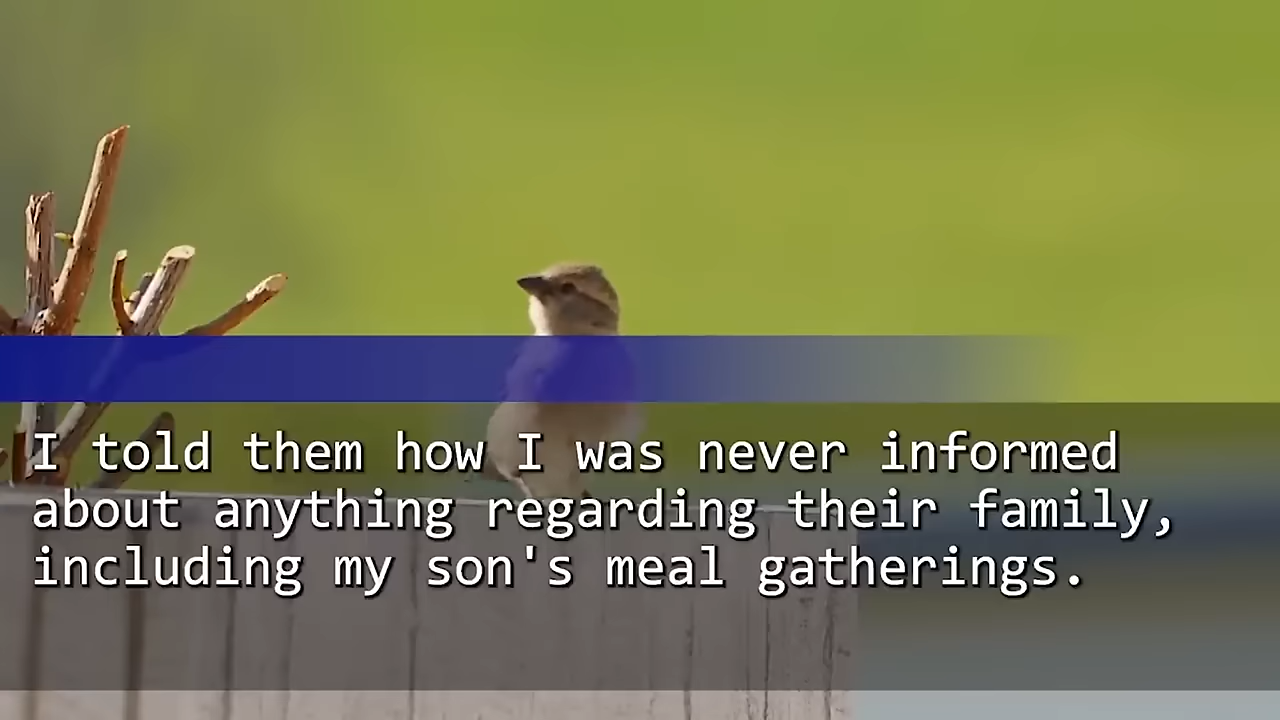 I told them how I was never informed
about anything regarding their family,
including my son's meal gatherings.